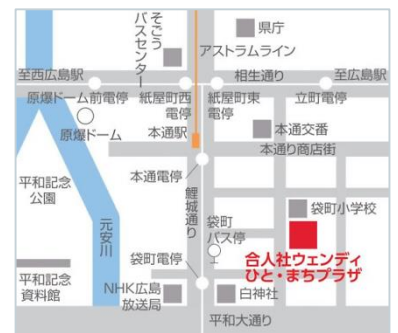 そごう
バスセンター
県庁
アストラムライン
至西広島駅
相生通り
至広島駅
原爆ドーム前電停
紙屋町西
電停
紙屋町東
電停
立町電停
原爆ドーム
本通駅
本通交番
本通り商店街
平和記念
公園
本通電停
鯉城通り
袋町
バス停
袋町小学校
元安川
合人社ウェンディ
ひと・まちプラザ
袋町電停
平和記念
資料館
NHK広島
放送局
白神社
平和大通り